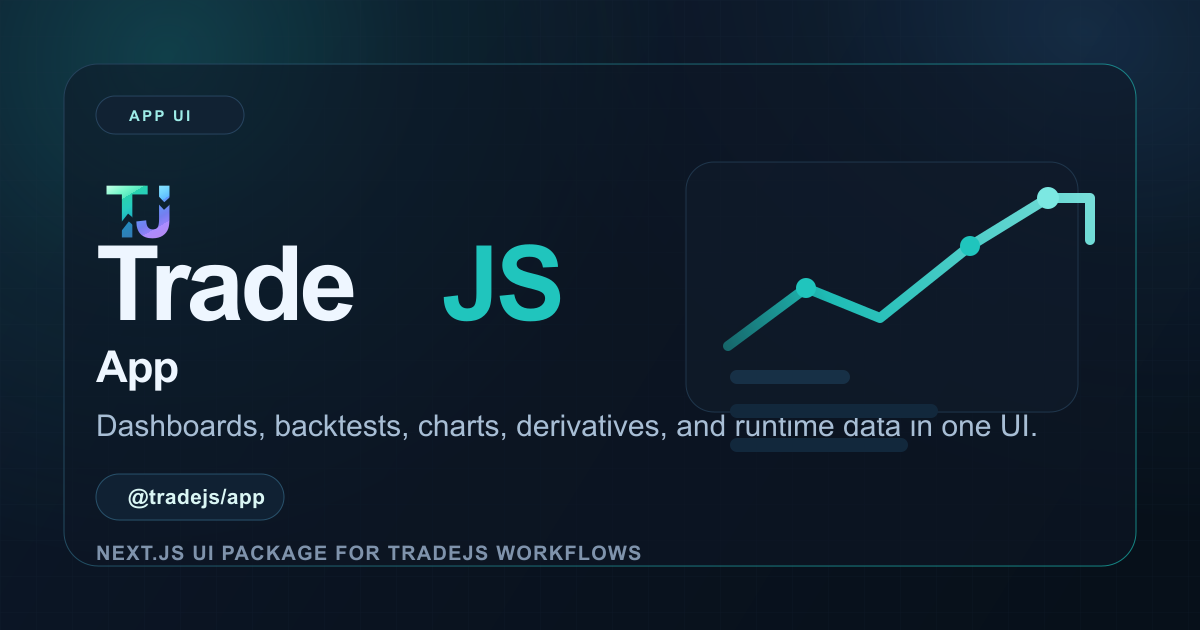 APP UI
TJ
Trade JS
App
Dashboards, backtests, charts, derivatives, and runtime data in one UI.
@tradejs/app
NEXT.JS UI PACKAGE FOR TRADEJS WORKFLOWS